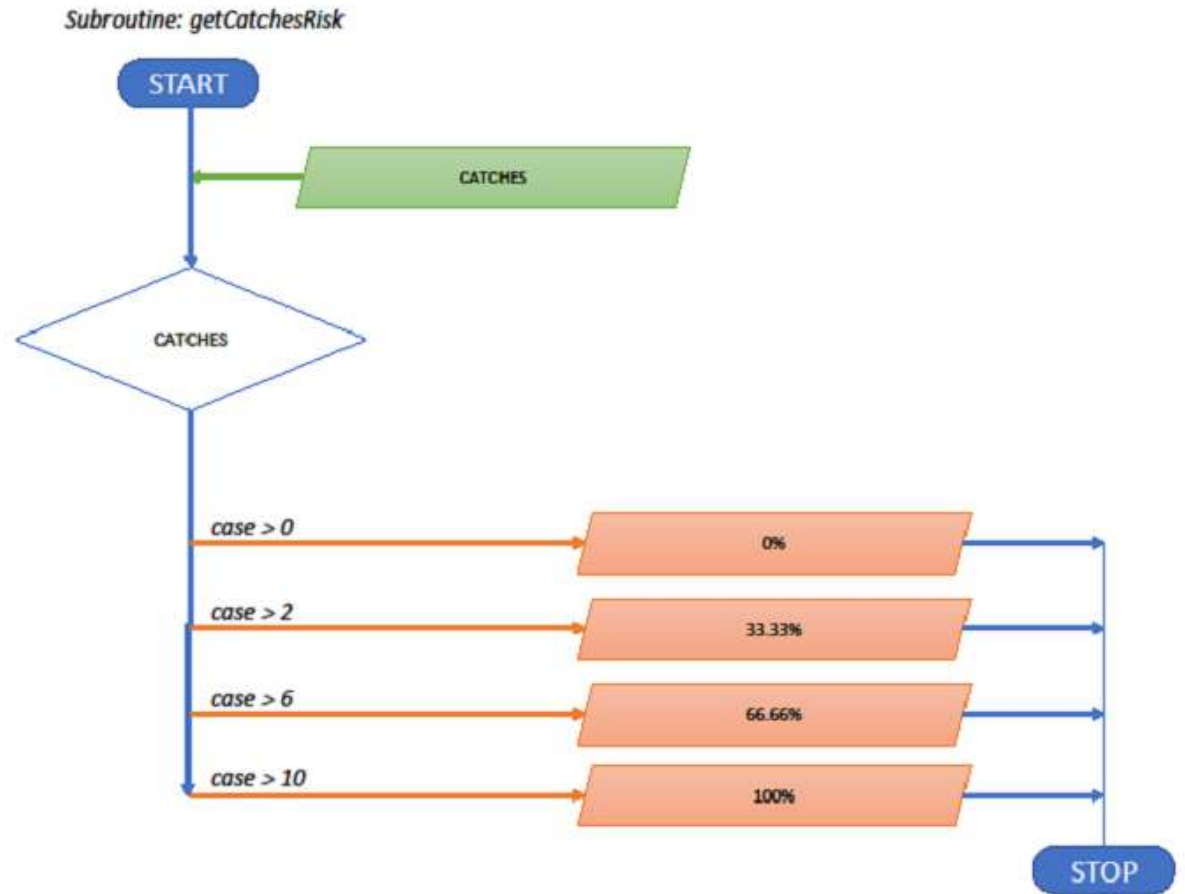 Subroutine: getCatchesRisk
START
CATCHES
CATCHES
case > 0
0%
case > 2
33.33%
case > 6
66.66%
case > 10
100%
STOP